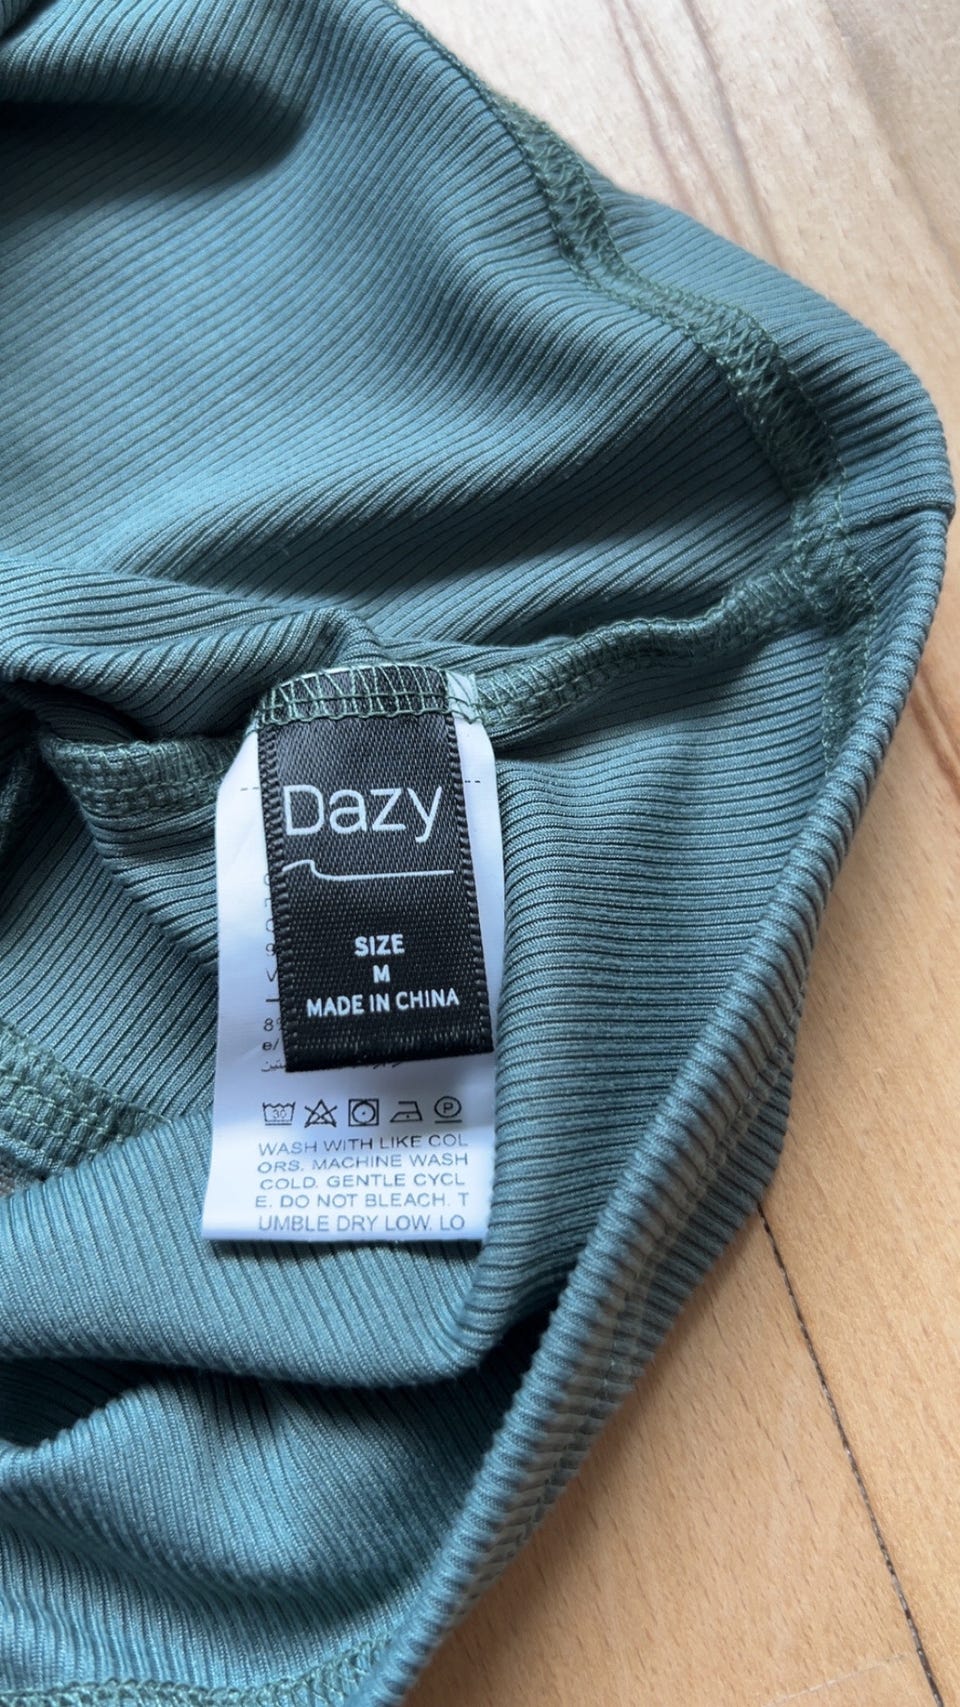 Dazy
SIZE
M
MADE IN CHINA
30
P
WASH WITH LIKE COL
ORS. MACHINE WASH
COLD. GENTLE CYCL
E. DO NOT BLEACH. T
UMBLE DRY LOW. LO